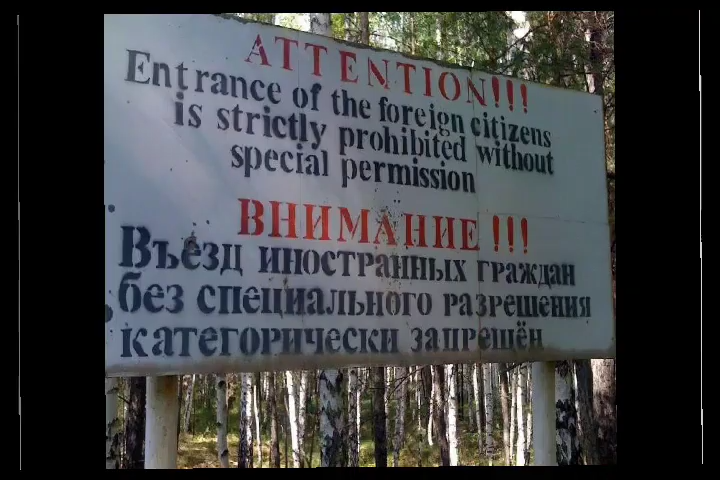 ATTENTION!!!
Entrance of the foreign citizens
is strictly prohibited without
special permission
ВНИМАНИЕ !!!
Въезд иностранных граждан
без специального разрешения
категорически запрещён